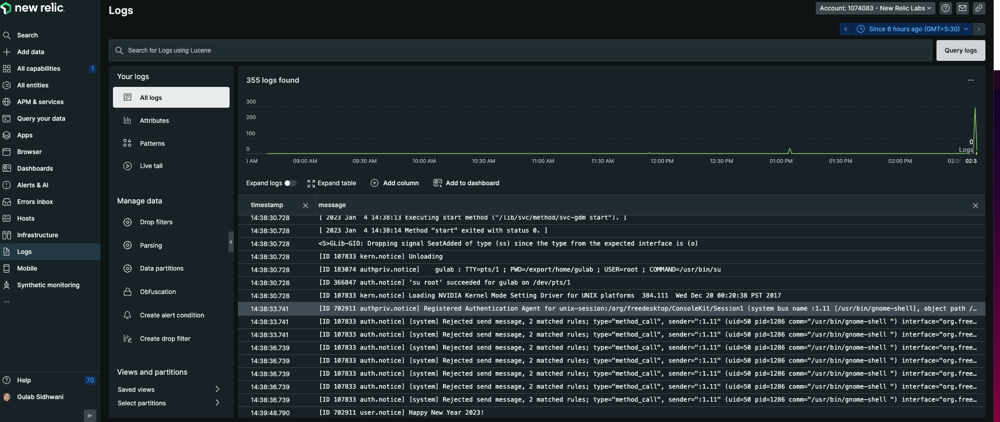 new relic.
Search
Add data
All capabilities 1
All entities
APM & services
Query your data
Apps
Browser
Dashboards
Alerts & AI
Errors inbox
Hosts
Infrastructure
Logs
Mobile
Synthetic monitoring
...
Help 70
Gulab Sidhwani
Logs
Account: 1074083 - New Relic Labs
Since 6 hours ago (GMT+5:30)
Search for Logs using Lucene
Query logs
Your logs
All logs
Attributes
Patterns
Live tail
Manage data
Drop filters
Parsing
Data partitions
Obfuscation
Create alert condition
Create drop filter
Views and partitions
Saved views
Select partitions
355 logs found
...
300
200
100
0
0
Logs
0 AM 09:00 AM 09:30 AM 10:00 AM 10:30 AM 11:00 AM 11:30 AM 12:00 PM 12:30 PM 01:00 PM 01:30 PM 02:00 PM 02:30 02:3
Expand logs Expand table Add column Add to dashboard
timestamp message
14:38:30.728 [ 2023 Jan  4 14:38:13 Executing start method ("/lib/svc/method/svc-gdm start"). ]
14:38:30.728 [ 2023 Jan  4 14:38:14 Method "start" exited with status 0. ]
14:38:30.728 <5>GLib-GIO: Dropping signal SeatAdded of type (ss) since the type from the expected interface is (o)
14:38:30.728 [ID 107833 kern.notice] Unloading
14:38:30.728 [ID 183074 authpriv.notice]    gulab : TTY=pts/1 ; PWD=/export/home/gulab ; USER=root ; COMMAND=/usr/bin/su
14:38:30.728 [ID 366847 auth.notice] 'su root' succeeded for gulab on /dev/pts/1
14:38:30.728 [ID 107833 kern.notice] Loading NVIDIA Kernel Mode Setting Driver for UNIX platforms  384.111  Wed Dec 20 00:20:38 PST 2017
14:38:33.741 [ID 702911 authpriv.notice] Registered Authentication Agent for unix-session:/org/freedesktop/ConsoleKit/Session1 (system bus name :1.11 [/usr/bin/gnome-shell], object path /...
14:38:33.741 [ID 107833 auth.notice] [system] Rejected send message, 2 matched rules; type="method_call", sender=":1.11" (uid=50 pid=1286 comm="/usr/bin/gnome-shell ") interface="org.free...
14:38:33.741 [ID 107833 auth.notice] [system] Rejected send message, 2 matched rules; type="method_call", sender=":1.11" (uid=50 pid=1286 comm="/usr/bin/gnome-shell ") interface="org.free...
14:38:36.739 [ID 107833 auth.notice] [system] Rejected send message, 2 matched rules; type="method_call", sender=":1.11" (uid=50 pid=1286 comm="/usr/bin/gnome-shell ") interface="org.free...
14:38:36.739 [ID 107833 auth.notice] [system] Rejected send message, 2 matched rules; type="method_call", sender=":1.11" (uid=50 pid=1286 comm="/usr/bin/gnome-shell ") interface="org.free...
14:38:36.739 [ID 107833 auth.notice] [system] Rejected send message, 2 matched rules; type="method_call", sender=":1.11" (uid=50 pid=1286 comm="/usr/bin/gnome-shell ") interface="org.free...
14:38:36.739 [ID 107833 auth.notice] [system] Rejected send message, 2 matched rules; type="method_call", sender=":1.11" (uid=50 pid=1286 comm="/usr/bin/gnome-shell ") interface="org.free...
14:38:36.739 [ID 107833 auth.notice] [system] Rejected send message, 2 matched rules; type="method_call", sender=":1.11" (uid=50 pid=1286 comm="/usr/bin/gnome-shell ") interface="org.free...
14:39:48.790 [ID 702911 user.notice] Happy New Year 2023!